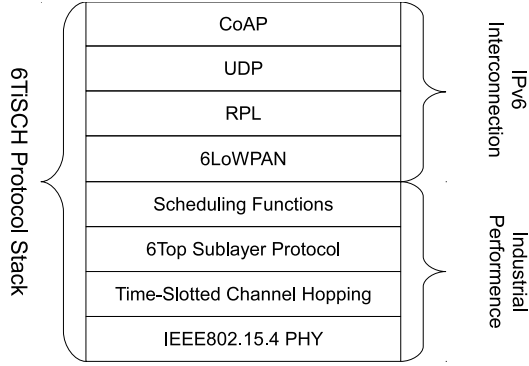 6TiSCH Protocol Stack
CoAP
UDP
RPL
6LoWPAN
Scheduling Functions
6Top Sublayer Protocol
Time-Slotted Channel Hopping
IEEE802.15.4 PHY
IPv6
Interconnection
Industrial
Performence